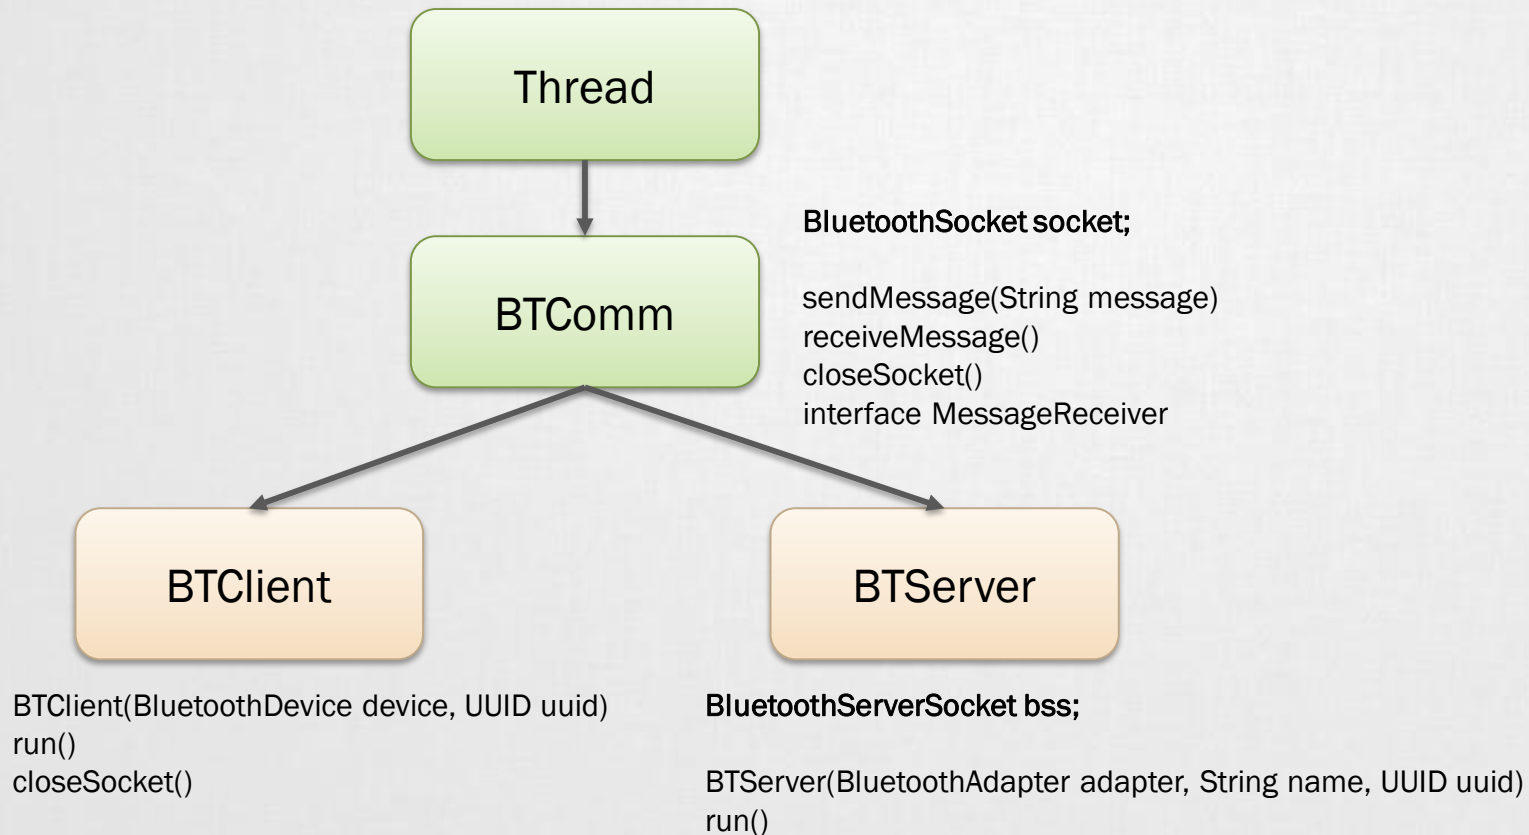 Thread
BluetoothSocket socket;
BTComm
sendMessage(String message)
receiveMessage()
closeSocket()
interface MessageReceiver
BTClient
BTServer
BTClient(BluetoothDevice device, UUID uuid)
run()
closeSocket()
BluetoothServerSocket bss;
BTServer(BluetoothAdapter adapter, String name, UUID uuid)
run()